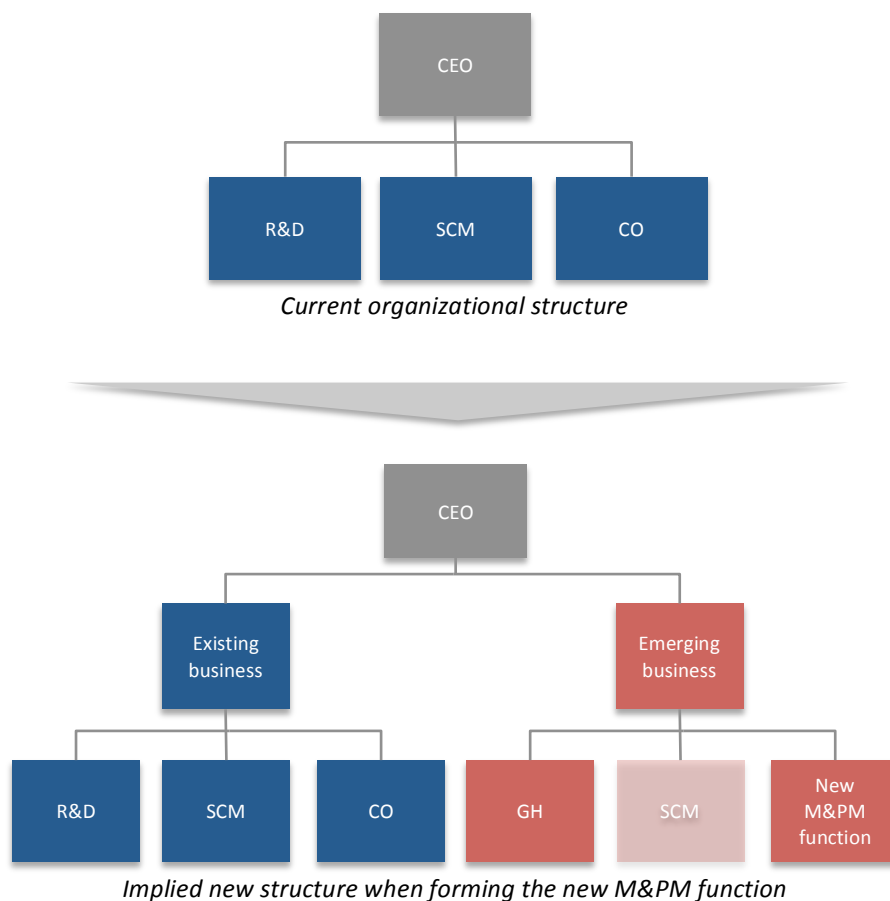 CEO
R&D
SCM
CO
Current organizational structure
CEO
Existing
business
Emerging
business
R&D
SCM
CO
GH
SCM
New
M&PM
function
Implied new structure when forming the new M&PM function